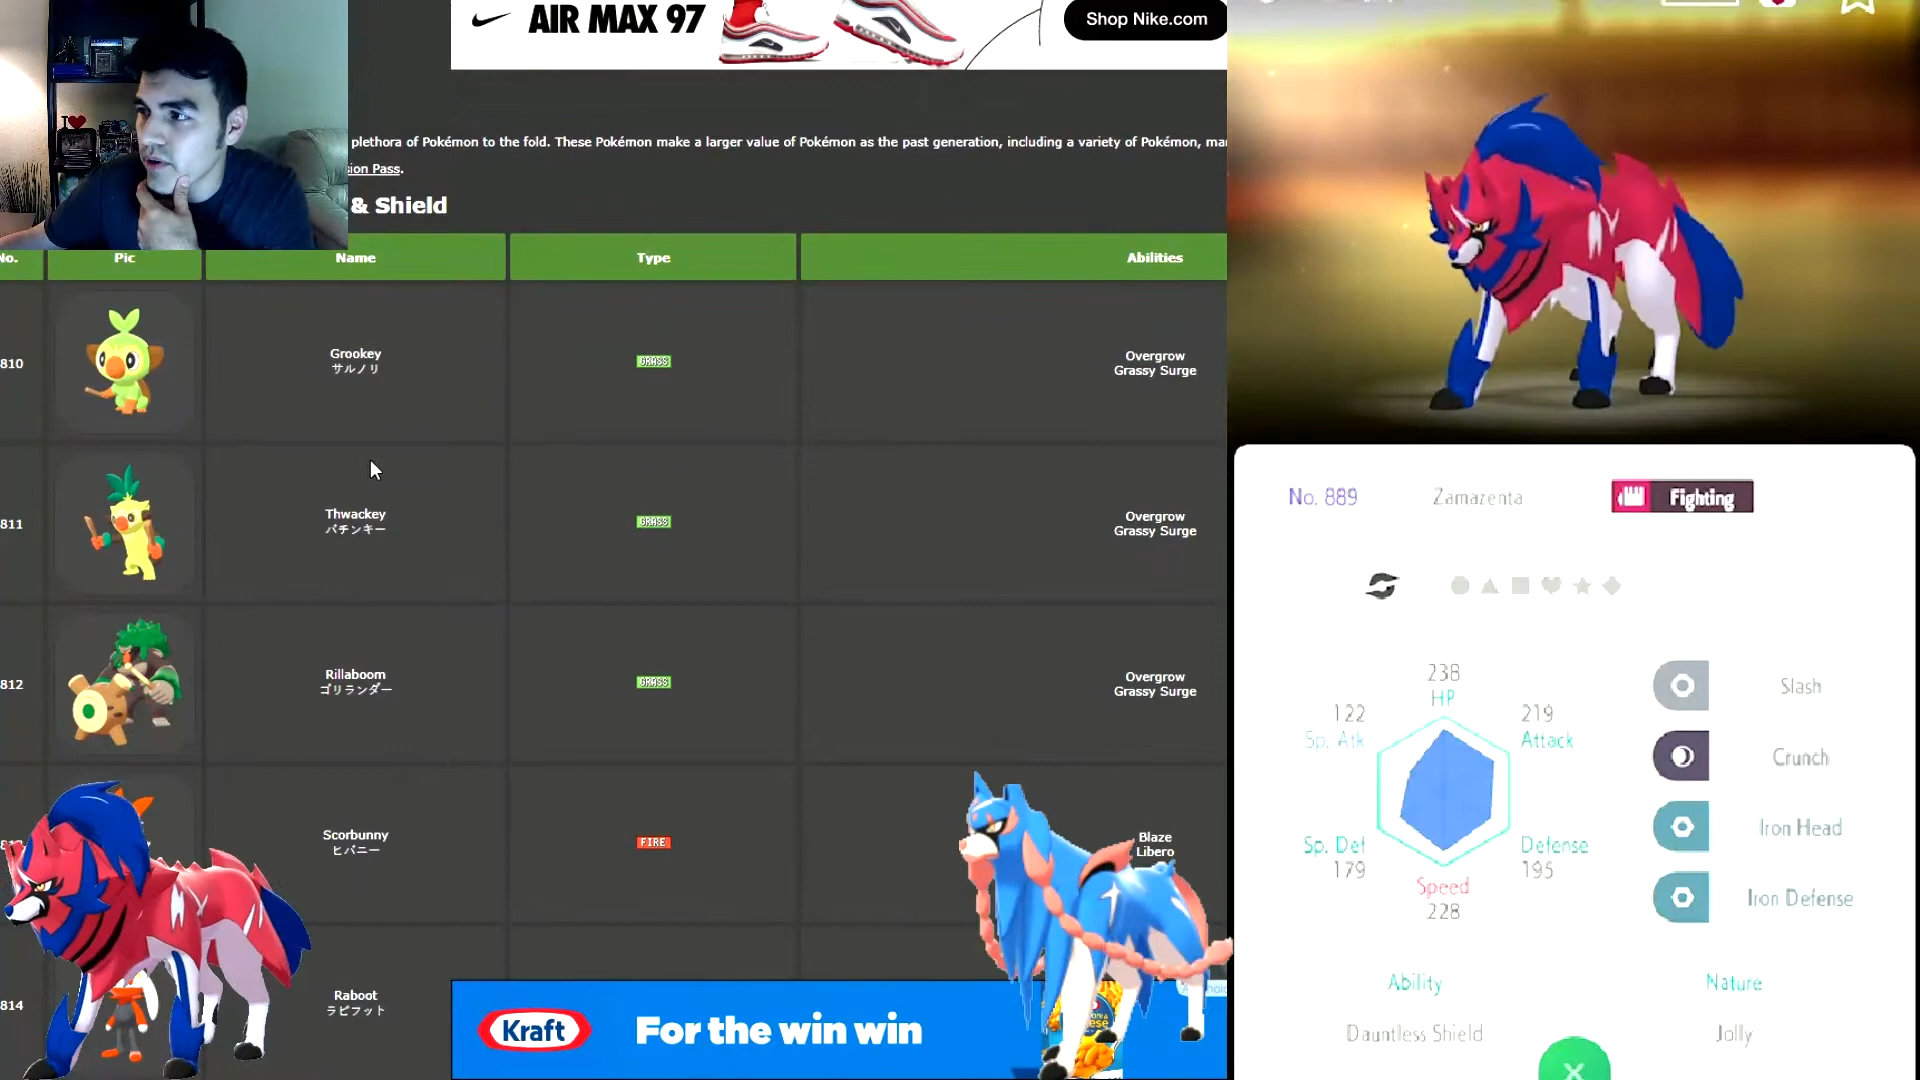 AIR MAX 97
Shop Nike.com
I
plethora of Pokémon to the fold. These Pokémon make a larger value of Pokémon as the past generation, including a variety of Pokémon,
sion Pass.
& Shield
No. Pic Name Type Abilities
810 Grookey GRASS Overgrow
サルノリ Grassy Surge
811 Thwackey GRASS Overgrow
バチンキー Grassy Surge
812 Rillaboom GRASS Overgrow
ゴリランダー Grassy Surge
Scorbunny FIRE Blaze
ヒバニー Libero
814 Raboot
ラビフット
Kraft For the win win
No. 889 Zamazenta Fighting
238
HP
122 219
Sp. Atk Attack
Sp. Def Defense
179 195
Speed
228
Slash
Crunch
Iron Head
Iron Defense
Ability Nature
Dauntless Shield Jolly